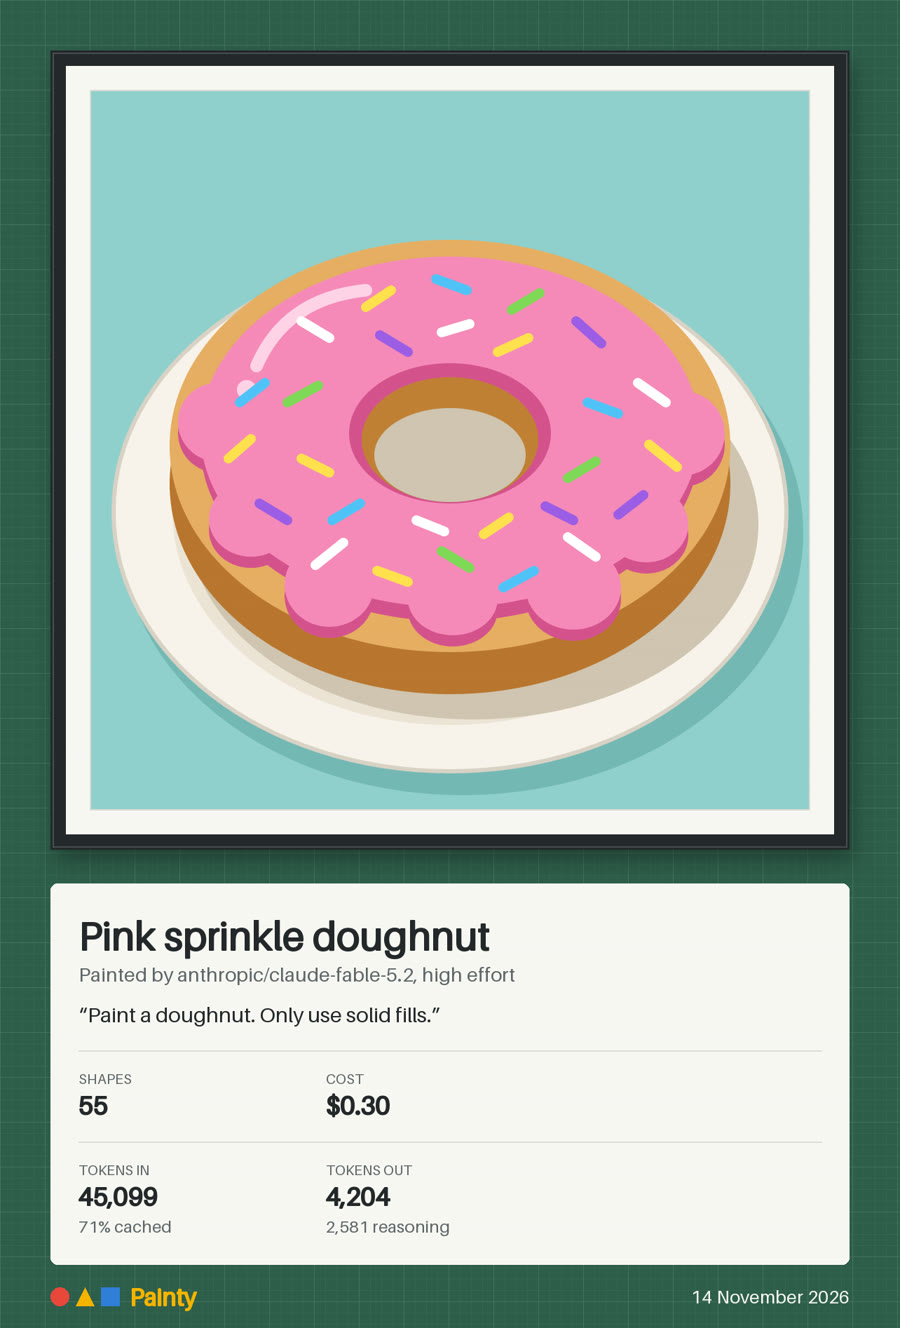 Pink sprinkle doughnut
Painted by anthropic/claude-fable-5.2, high effort
“Paint a doughnut. Only use solid fills.”
SHAPES COST
55 $0.30
TOKENS IN TOKENS OUT
45,099 4,204
71% cached 2,581 reasoning
Painty 14 November 2026